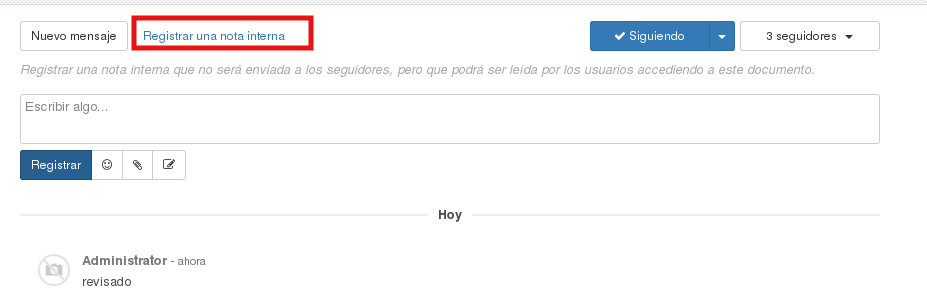 Nuevo mensaje Registrar una nota interna Siguiendo 3 seguidores
Registrar una nota interna que no será enviada a los seguidores, pero que podrá ser leída por los usuarios accediendo a este documento.
Escribir algo...
Registrar
Hoy
Administrator - ahora
revisado